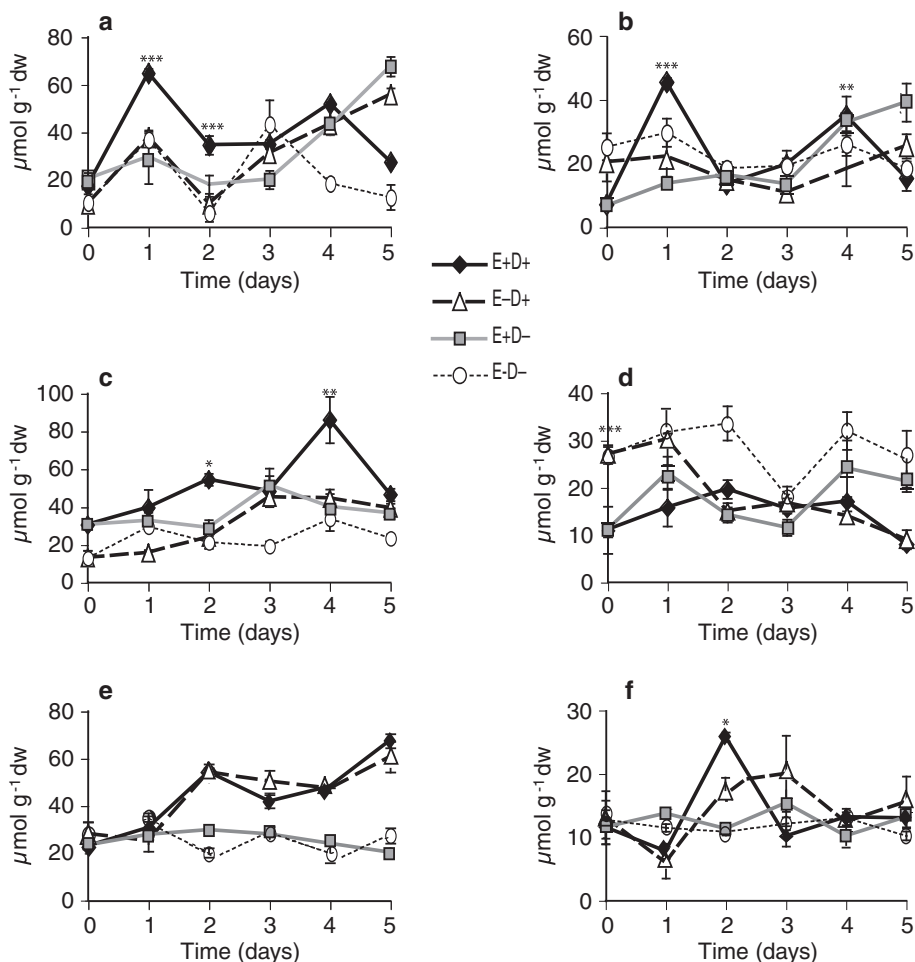 a
80
60
40
20
0
µmol g⁻¹ dw
***
***
0 1 2 3 4 5
Time (days)
b
60
40
20
0
µmol g⁻¹ dw
***
**
0 1 2 3 4 5
Time (days)
E+D+
E–D+
E+D–
E-D–
c
100
80
60
40
20
0
µmol g⁻¹ dw
*
**
0 1 2 3 4 5
Time (days)
d
40
30
20
10
0
µmol g⁻¹ dw
***
0 1 2 3 4 5
Time (days)
e
80
60
40
20
0
µmol g⁻¹ dw
0 1 2 3 4 5
Time (days)
f
30
20
10
0
µmol g⁻¹ dw
*
0 1 2 3 4 5
Time (days)